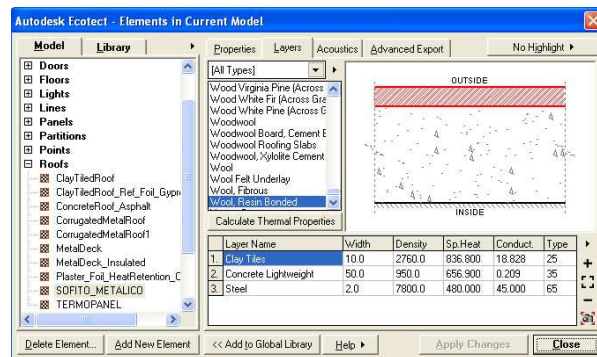 Autodesk Ecotect - Elements in Current Model
Model
Library
Properties
Layers
Acoustics
Advanced Export
No Highlight
Doors
Floors
Lights
Lines
Panels
Partitions
Points
Roofs
ClayTiledRoof
ClayTiledRoof_Ref_Foil_Gypr
ConcreteRoof_Asphalt
CorrugatedMetalRoof
CorrugatedMetalRoof1
MetalDeck
MetalDeck_Insulated
Plaster_Foil_HeatRetention_C
SOFITO_METALICO
TERMOPANEL
[All Types]
Wood Virginia Pine (Across
Wood White Fir (Across Gra
Wood White Pine (Across G
Woodwool
Woodwool Board, Cement B
Woodwool Roofing Slabs
Woodwool, Xylolite Cement
Wool
Wool Felt Underlay
Wool, Fibrous
Wool, Resin Bonded
Calculate Thermal Properties
OUTSIDE
INSIDE
Layer Name Width Density Sp.Heat Conduct. Type
1. Clay Tiles 10.0 2760.0 836.800 18.828 25
2. Concrete Lightweight 50.0 950.0 656.900 0.209 35
3. Steel 2.0 7800.0 480.000 45.000 65
Delete Element...
Add New Element
<< Add to Global Library
Help
Apply Changes
Close